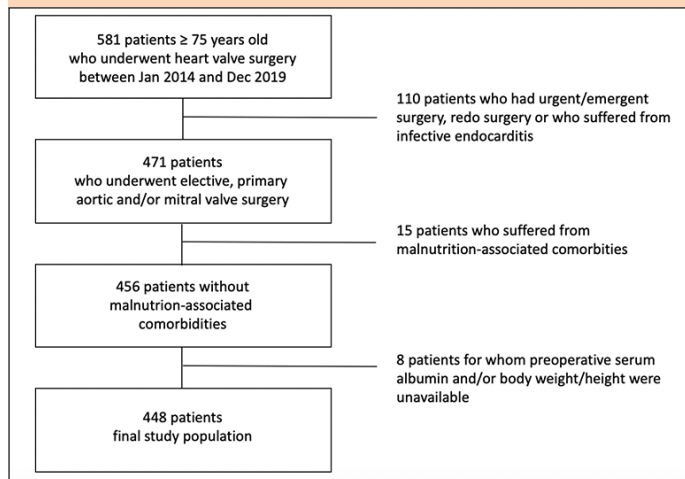 581 patients ≥ 75 years old
who underwent heart valve surgery
between Jan 2014 and Dec 2019
110 patients who had urgent/emergent
surgery, redo surgery or who suffered from
infective endocarditis
471 patients
who underwent elective, primary
aortic and/or mitral valve surgery
15 patients who suffered from
malnutrition-associated comorbities
456 patients without
malnutrion-associated
comorbidities
8 patients for whom preoperative serum
albumin and/or body weight/height were
unavailable
448 patients
final study population